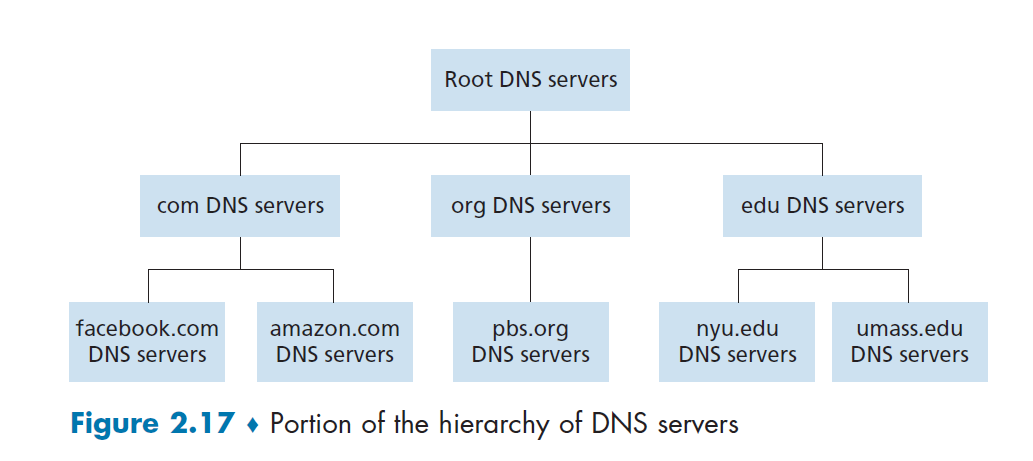 Root DNS servers
com DNS servers
org DNS servers
edu DNS servers
facebook.com
DNS servers
amazon.com
DNS servers
pbs.org
DNS servers
nyu.edu
DNS servers
umass.edu
DNS servers
Figure 2.17 ♦ Portion of the hierarchy of DNS servers